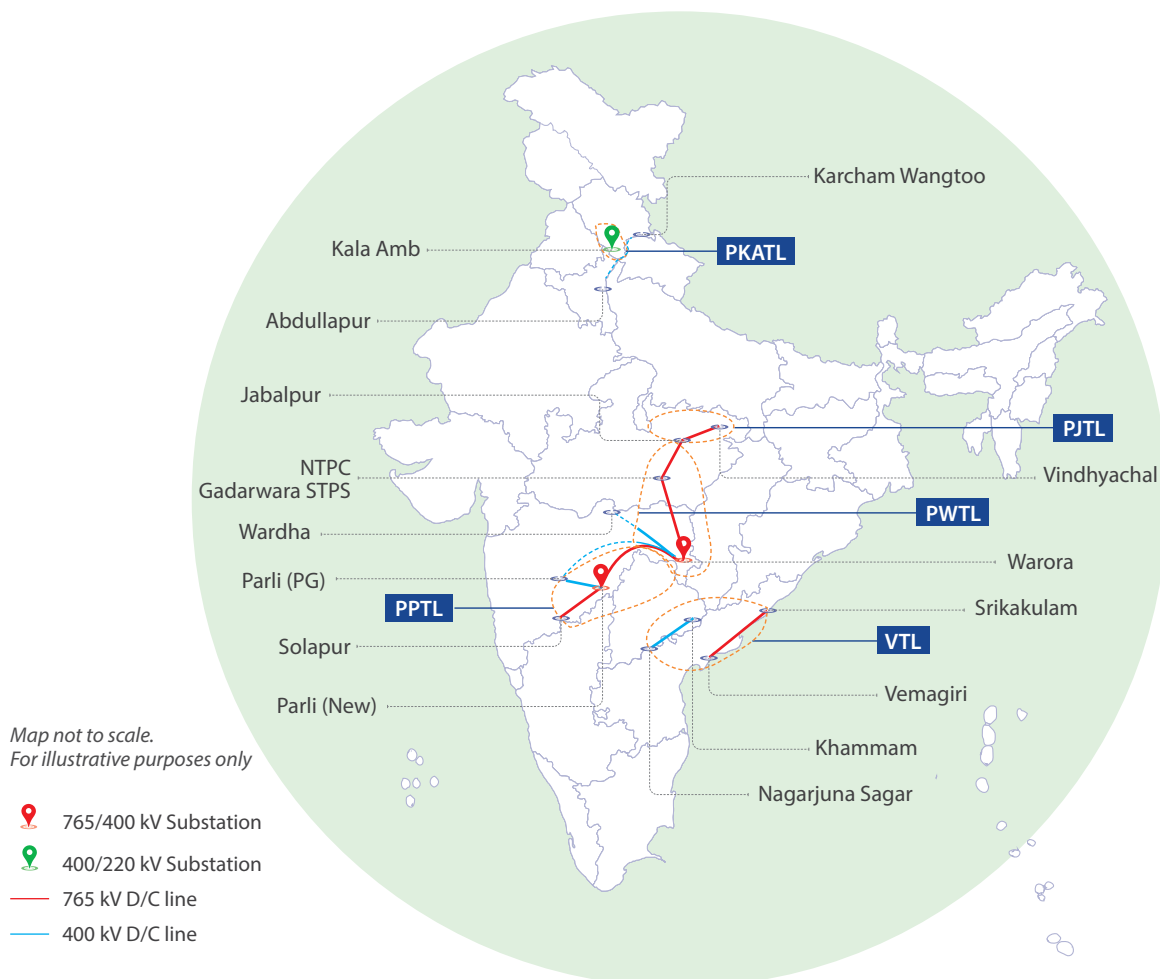 Karcham Wangtoo
Kala Amb
PKATL
Abdullapur
Jabalpur
PJTL
NTPC
Gadarwara STPS
Vindhyachal
Wardha
PWTL
Parli (PG)
Warora
PPTL
Srikakulam
Solapur
VTL
Vemagiri
Parli (New)
Khammam
Nagarjuna Sagar
Map not to scale.
For illustrative purposes only
765/400 kV Substation
400/220 kV Substation
765 kV D/C line
400 kV D/C line